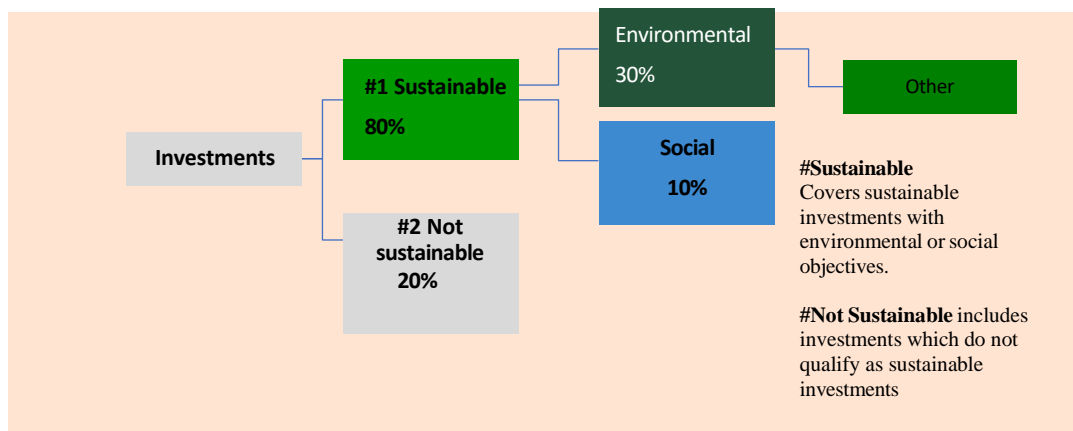 Investments
#1 Sustainable
80%
#2 Not
sustainable
20%
Environmental
30%
Social
10%
Other
#Sustainable
Covers sustainable
investments with
environmental or social
objectives.
#Not Sustainable includes
investments which do not
qualify as sustainable
investments